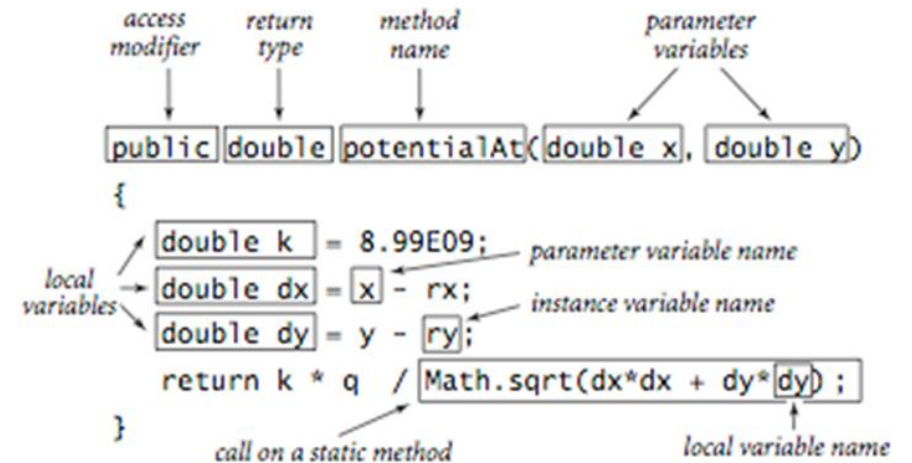 access modifier
return type
method name
parameter variables
public double potentialAt(double x, double y)
{
double k = 8.99E09;
parameter variable name
local variables
double dx = x - rx;
instance variable name
double dy = y - ry;
return k * q / Math.sqrt(dx*dx + dy*dy) ;
}
call on a static method
local variable name